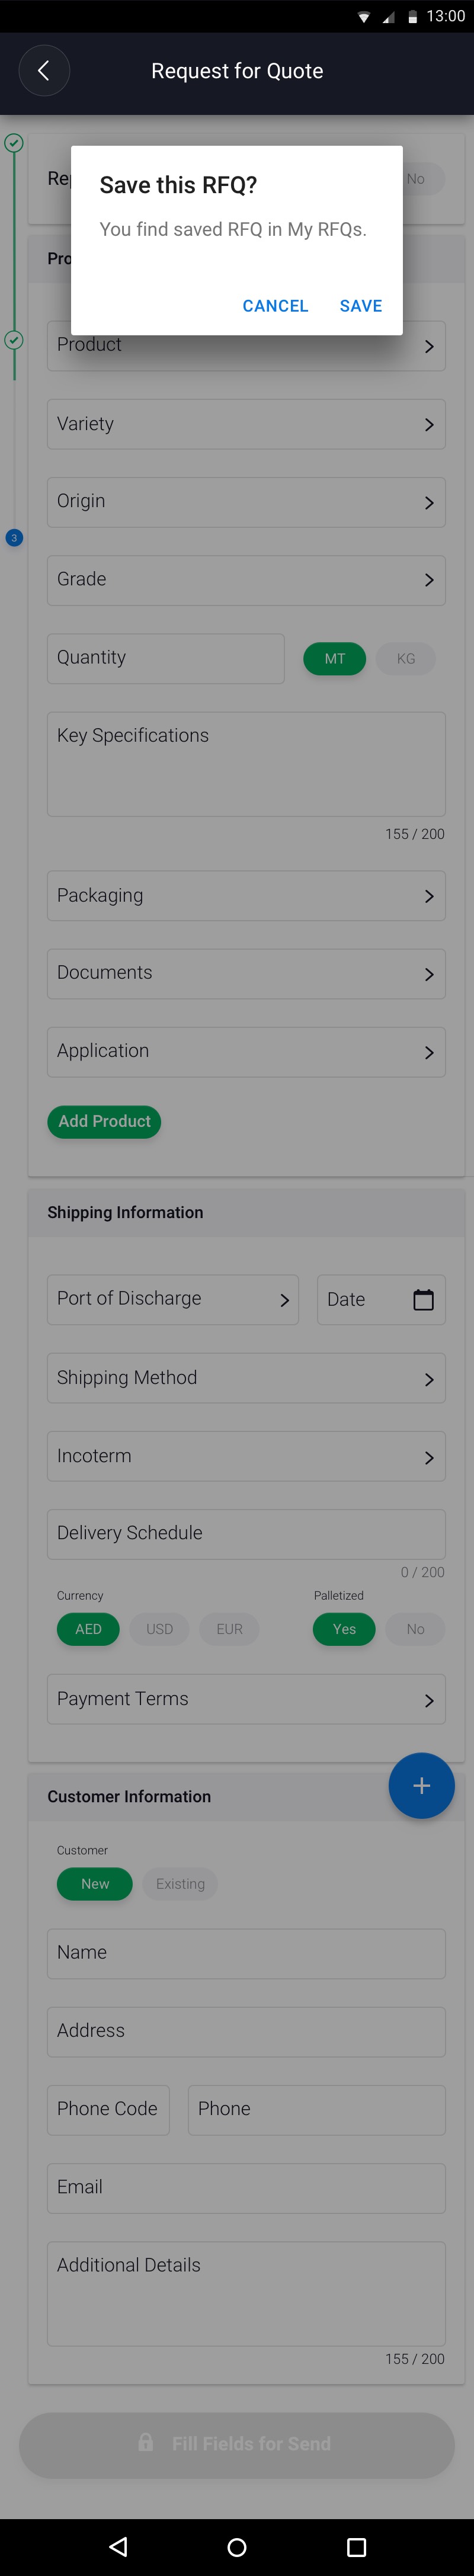 13:00
Request for Quote
Re
No
Save this RFQ?
You find saved RFQ in My RFQs.
CANCEL SAVE
Pro
Product
Variety
Origin
3
Grade
Quantity MT KG
Key Specifications
155 / 200
Packaging
Documents
Application
Add Product
Shipping Information
Port of Discharge Date
Shipping Method
Incoterm
Delivery Schedule
0 / 200
Currency Palletized
AED USD EUR Yes No
Payment Terms
+
Customer Information
Customer
New Existing
Name
Address
Phone Code Phone
Email
Additional Details
155 / 200
Fill Fields for Send